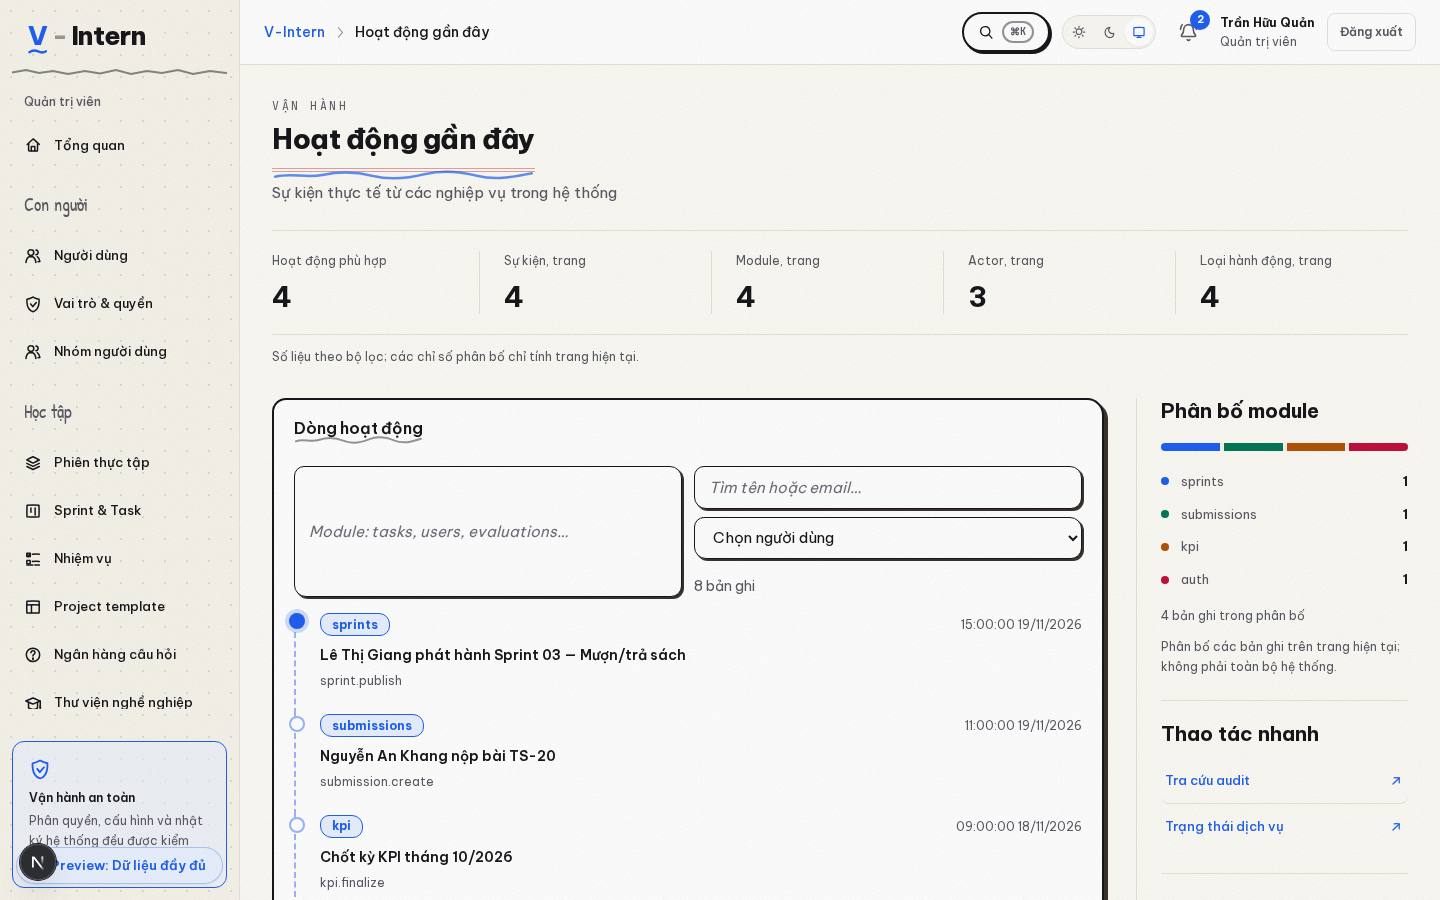 V - Intern
Quản trị viên
Tổng quan
Con người
Người dùng
Vai trò & quyền
Nhóm người dùng
Học tập
Phiên thực tập
Sprint & Task
Nhiệm vụ
Project template
Ngân hàng câu hỏi
Thư viện nghề nghiệp
Vận hành an toàn
Phân quyền, cấu hình và nhật
ký hệ thống đều được kiểm
N
Preview: Dữ liệu đầy đủ
V-Intern > Hoạt động gần đây
⌘K
2
Trần Hữu Quản
Quản trị viên
Đăng xuất
VẬN HÀNH
Hoạt động gần đây
Sự kiện thực tế từ các nghiệp vụ trong hệ thống
Hoạt động phù hợp
4
Sự kiện, trang
4
Module, trang
4
Actor, trang
3
Loại hành động, trang
4
Số liệu theo bộ lọc; các chỉ số phân bố chỉ tính trang hiện tại.
Dòng hoạt động
Module: tasks, users, evaluations...
Tìm tên hoặc email...
Chọn người dùng
8 bản ghi
sprints
15:00:00 19/11/2026
Lê Thị Giang phát hành Sprint 03 — Mượn/trả sách
sprint.publish
submissions
11:00:00 19/11/2026
Nguyễn An Khang nộp bài TS-20
submission.create
kpi
09:00:00 18/11/2026
Chốt kỳ KPI tháng 10/2026
kpi.finalize
Phân bố module
sprints 1
submissions 1
kpi 1
auth 1
4 bản ghi trong phân bố
Phân bố các bản ghi trên trang hiện tại;
không phải toàn bộ hệ thống.
Thao tác nhanh
Tra cứu audit
Trạng thái dịch vụ